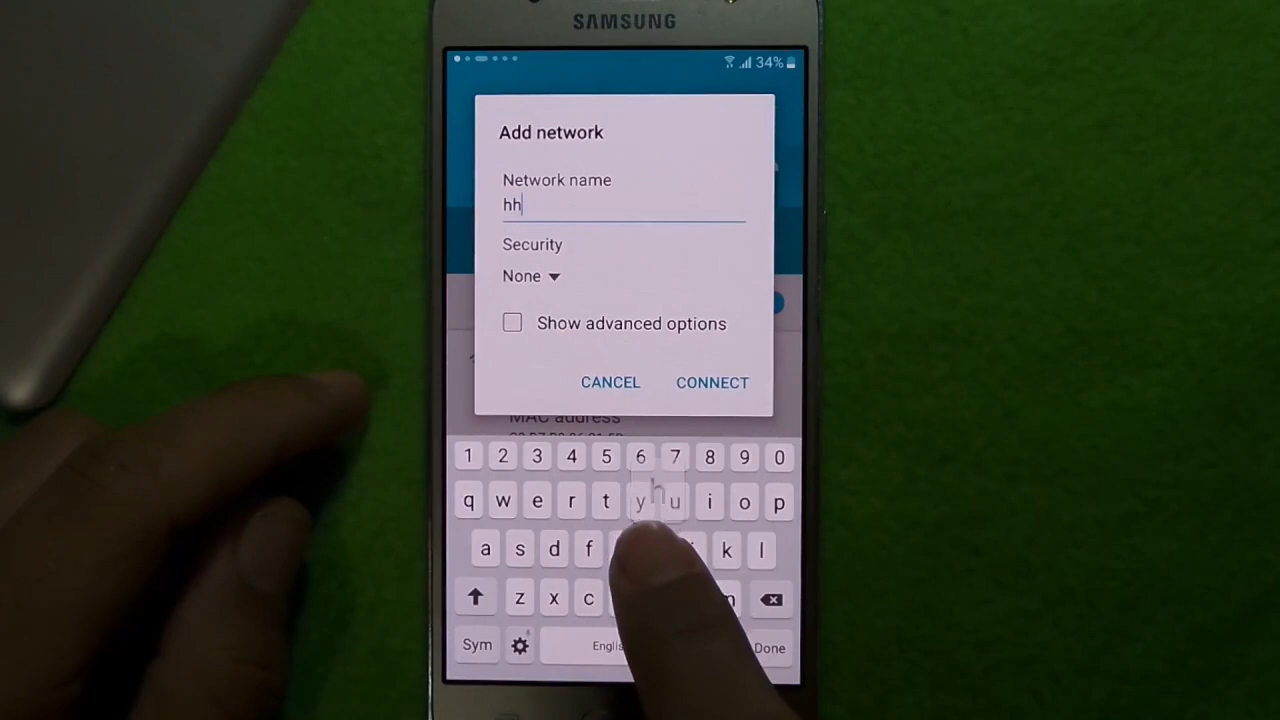 SAMSUNG
34%
Add network
Network name
hh
Security
None
Show advanced options
CANCEL CONNECT
MAC address
1 2 3 4 5 6 7 8 9 0
h
q w e r t y u i o p
a s d f k l
z x c
Sym Done